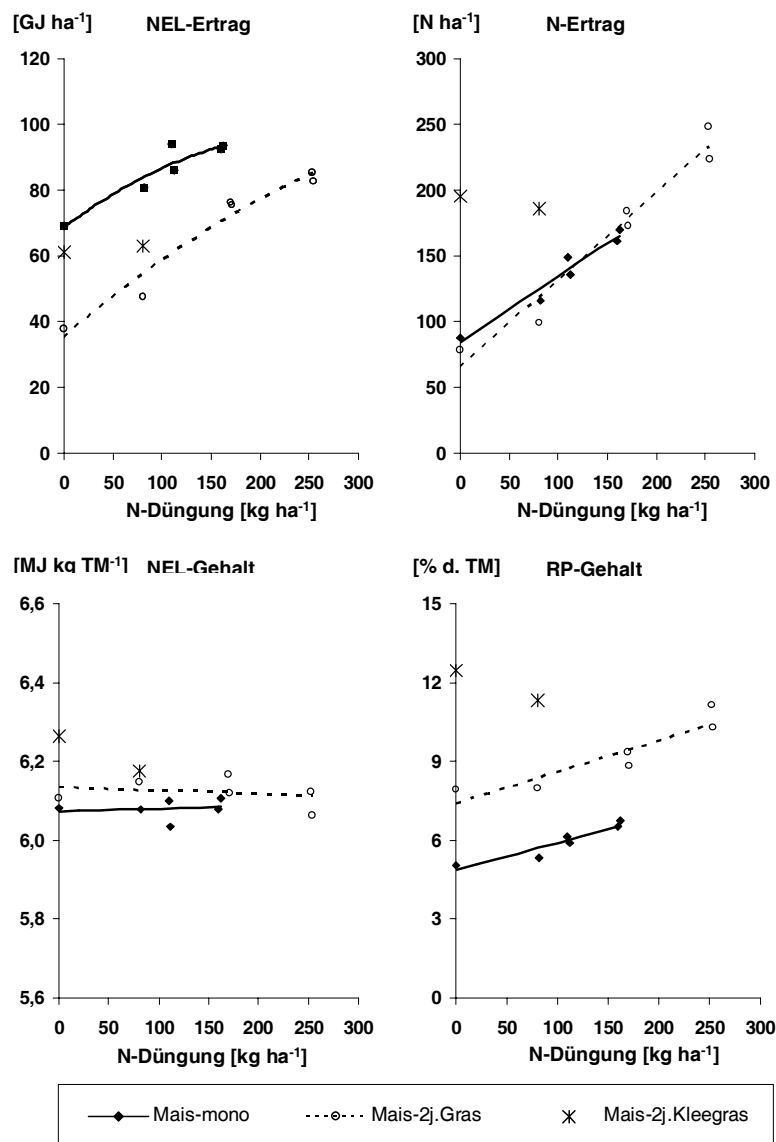 [GJ ha-1] NEL-Ertrag
120
100
80
60
40
20
0
0 50 100 150 200 250 300
N-Düngung [kg ha-1]
[N ha-1] N-Ertrag
300
250
200
150
100
50
0
0 50 100 150 200 250 300
N-Düngung [kg ha-1]
[MJ kg TM-1] NEL-Gehalt
6,6
6,4
6,2
6,0
5,8
5,6
0 50 100 150 200 250 300
N-Düngung [kg ha-1]
[% d. TM] RP-Gehalt
15
12
9
6
3
0
0 50 100 150 200 250 300
N-Düngung [kg ha-1]
Mais-mono Mais-2j.Gras Mais-2j.Kleegras